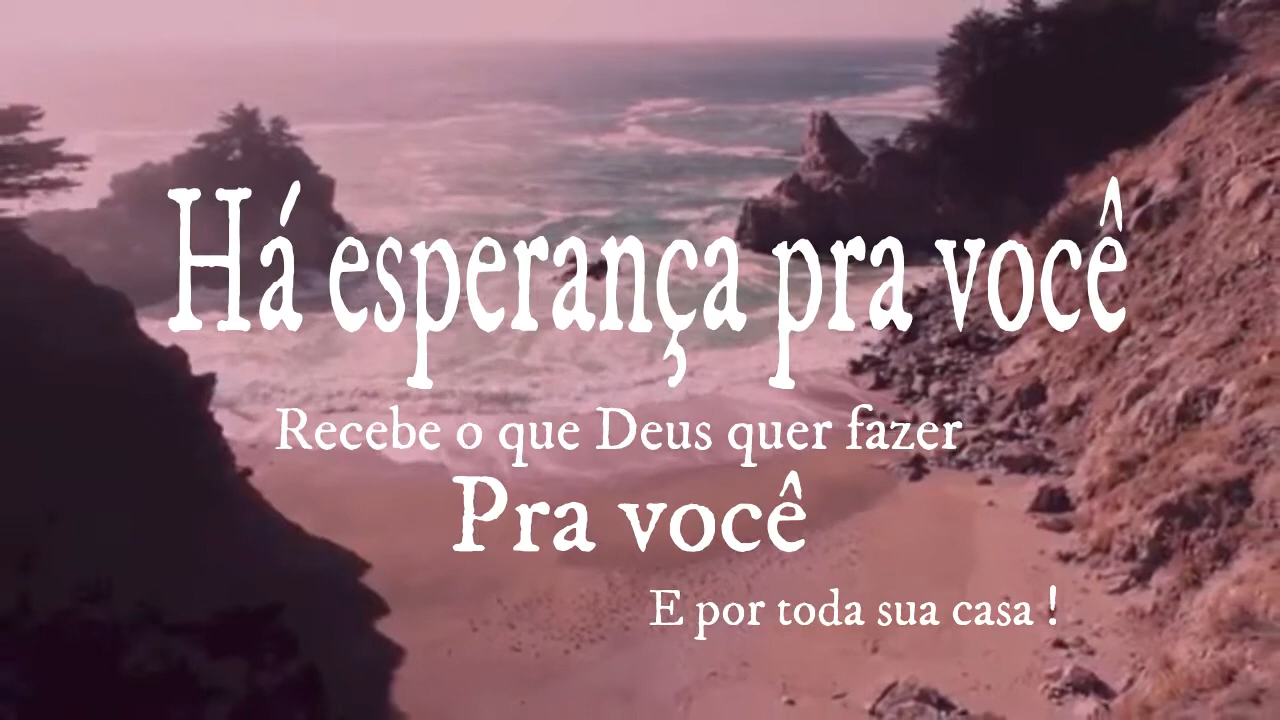 Há esperança pra você
Recebe o que Deus quer fazer
Pra você
E por toda sua casa !